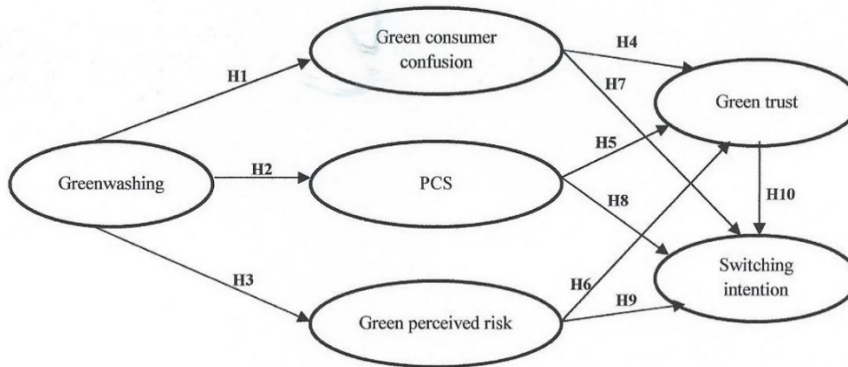 Green consumer
confusion
H4
H1
H7
Green trust
H5
Greenwashing
H2
PCS
H8
H10
H3
H6
Switching
intention
Green perceived risk
H9